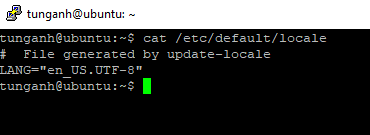 tunganh@ubuntu: ~
tunganh@ubuntu:~$ cat /etc/default/locale
#  File generated by update-locale
LANG="en_US.UTF-8"
tunganh@ubuntu:~$